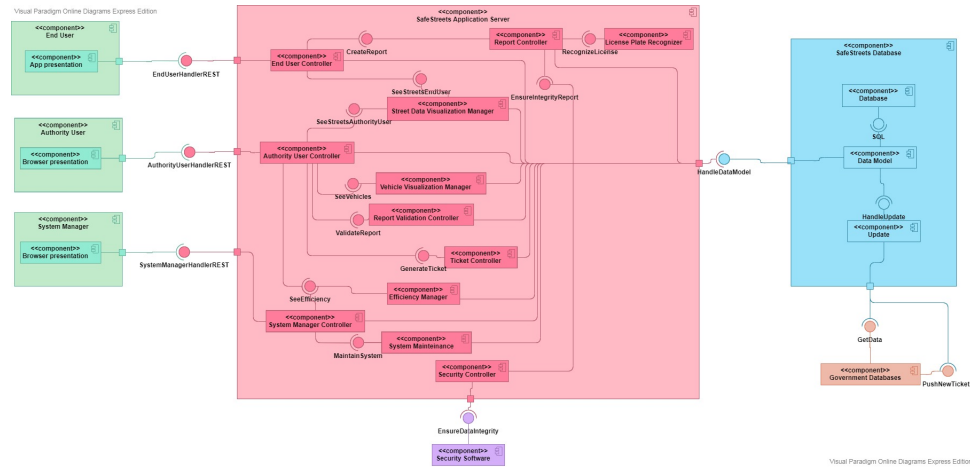 Visual Paradigm Online Diagrams Express Edition
<<component>>
End User
<<component>>
App presentation
EndUserHandlerREST
<<component>>
Authority User
<<component>>
Browser presentation
AuthorityUserHandlerREST
<<component>>
System Manager
<<component>>
Browser presentation
SystemManagerHandlerREST
<<component>>
SafeStreets Application Server
<<component>>
End User Controller
CreateReport
<<component>>
Report Controller
RecognizeLicense
<<component>>
License Plate Recognizer
SeeStreetsEndUser
EnsureIntegrityReport
SeeStreetsAuthorityUser
<<component>>
Street Data Visualization Manager
<<component>>
Authority User Controller
SeeVehicles
<<component>>
Vehicle Visualization Manager
ValidateReport
<<component>>
Report Validation Controller
GenerateTicket
<<component>>
Ticket Controller
SeeEfficiency
<<component>>
Efficiency Manager
<<component>>
System Manager Controller
MaintainSystem
<<component>>
System Mainteinance
<<component>>
Security Controller
EnsureDataIntegrity
<<component>>
Security Software
HandleDataModel
<<component>>
SafeStreets Database
<<component>>
Database
SQL
<<component>>
Data Model
HandleUpdate
<<component>>
Update
GetData
<<component>>
Government Databases
PushNewTicket
Visual Paradigm Online Diagrams Express Edition